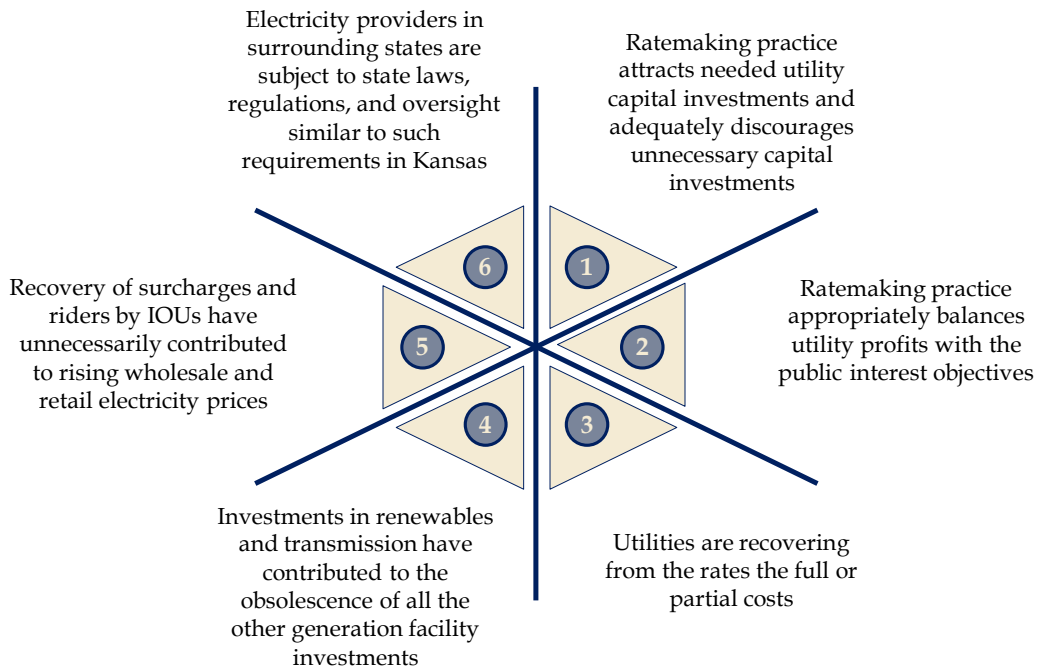 Electricity providers in
surrounding states are
subject to state laws,
regulations, and oversight
similar to such
requirements in Kansas
Ratemaking practice
attracts needed utility
capital investments and
adequately discourages
unnecessary capital
investments
6
1
Recovery of surcharges and
riders by IOUs have
unnecessarily contributed
to rising wholesale and
retail electricity prices
5
2
Ratemaking practice
appropriately balances
utility profits with the
public interest objectives
4
3
Investments in renewables
and transmission have
contributed to the
obsolescence of all the
other generation facility
investments
Utilities are recovering
from the rates the full or
partial costs